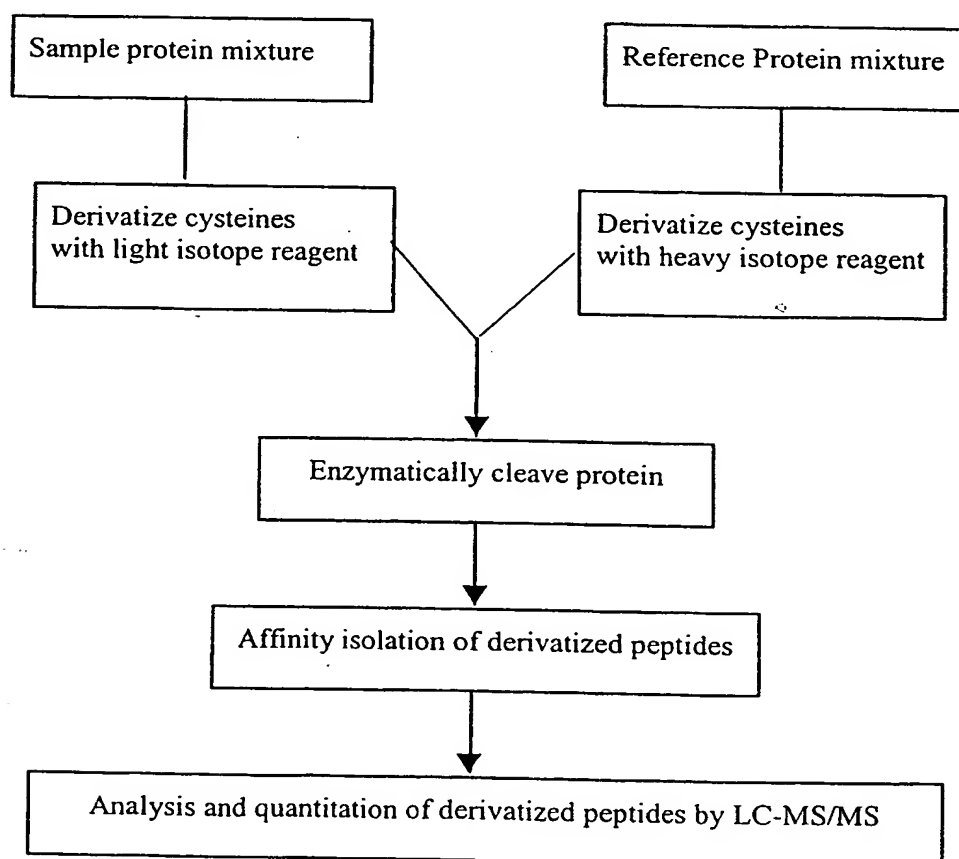 Sample protein mixture
Reference Protein mixture
Derivatize cysteines
with light isotope reagent
Derivatize cysteines
with heavy isotope reagent
Enzymatically cleave protein
Affinity isolation of derivatized peptides
Analysis and quantitation of derivatized peptides by LC-MS/MS